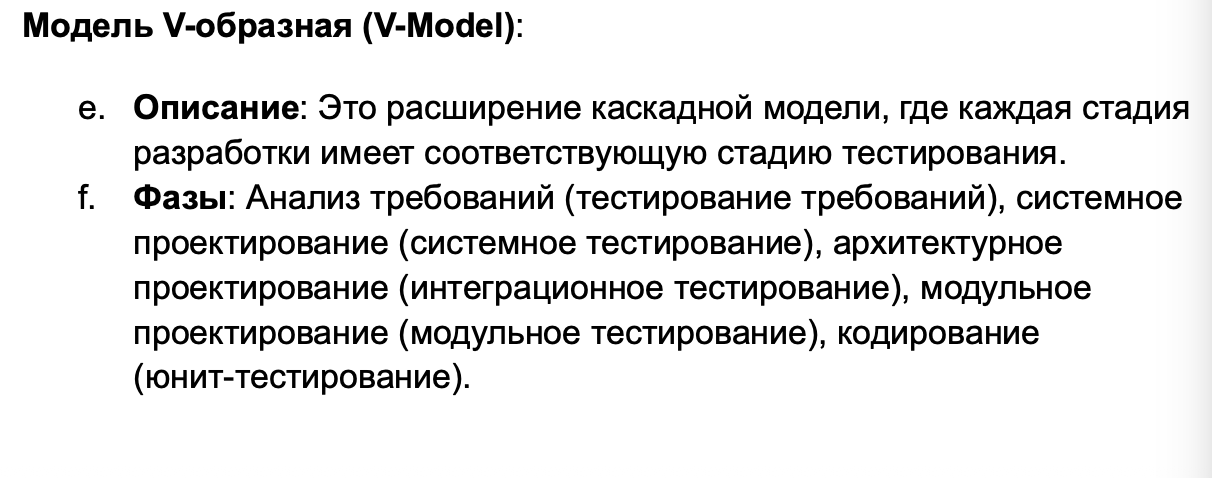 Модель V-образная (V-Model):
e. Описание: Это расширение каскадной модели, где каждая стадия
разработки имеет соответствующую стадию тестирования.
f. Фазы: Анализ требований (тестирование требований), системное
проектирование (системное тестирование), архитектурное
проектирование (интеграционное тестирование), модульное
проектирование (модульное тестирование), кодирование
(юнит-тестирование).